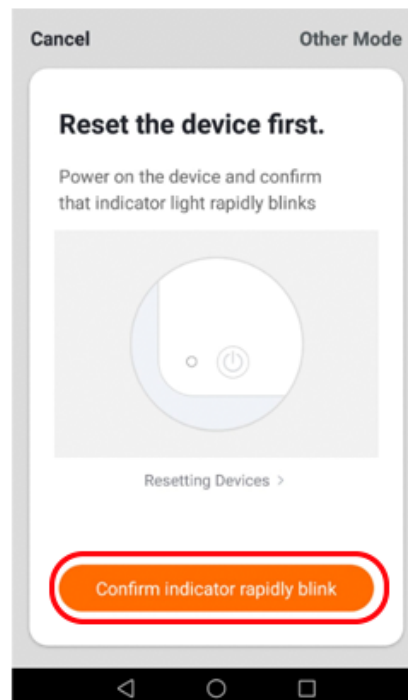 Cancel
Other Mode
Reset the device first.
Power on the device and confirm
that indicator light rapidly blinks
Resetting Devices >
Confirm indicator rapidly blink